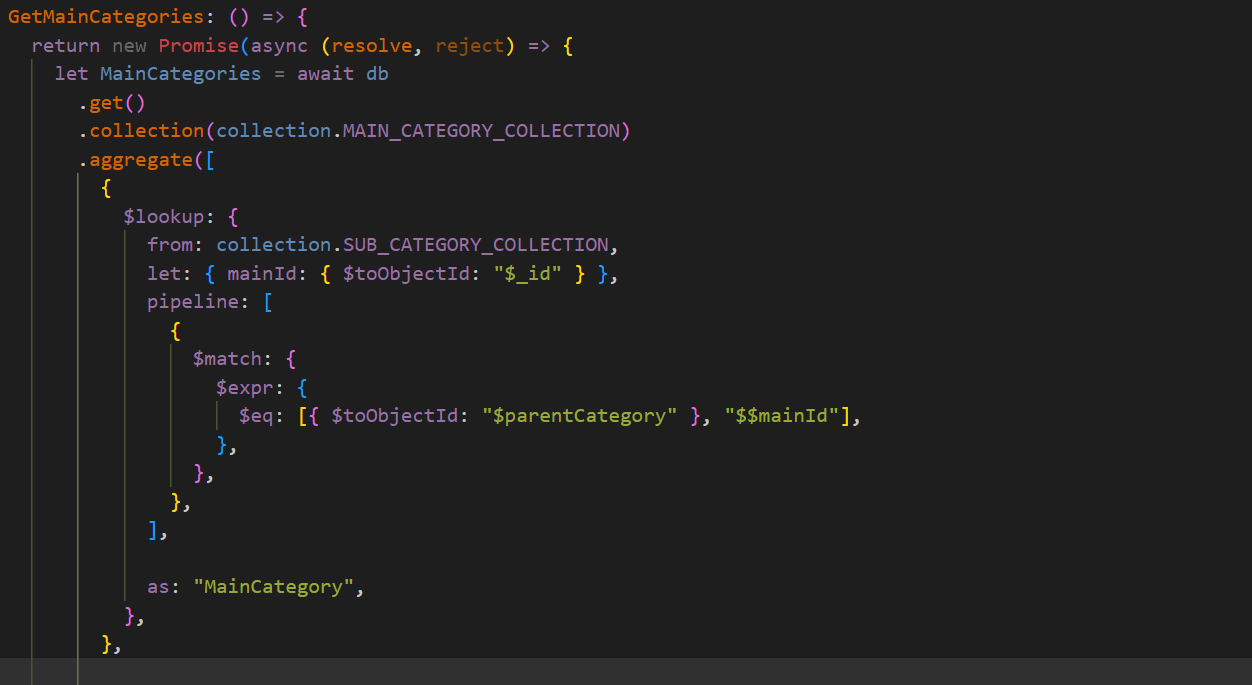 GetMainCategories: () => {
return new Promise(async (resolve, reject) => {
let MainCategories = await db
.get()
.collection(collection.MAIN_CATEGORY_COLLECTION)
.aggregate([
{
$lookup: {
from: collection.SUB_CATEGORY_COLLECTION,
let: { mainId: { $toObjectId: "$_id" } },
pipeline: [
{
$match: {
$expr: {
$eq: [{ $toObjectId: "$parentCategory" }, "$$mainId"],
},
},
},
],
as: "MainCategory",
},
},